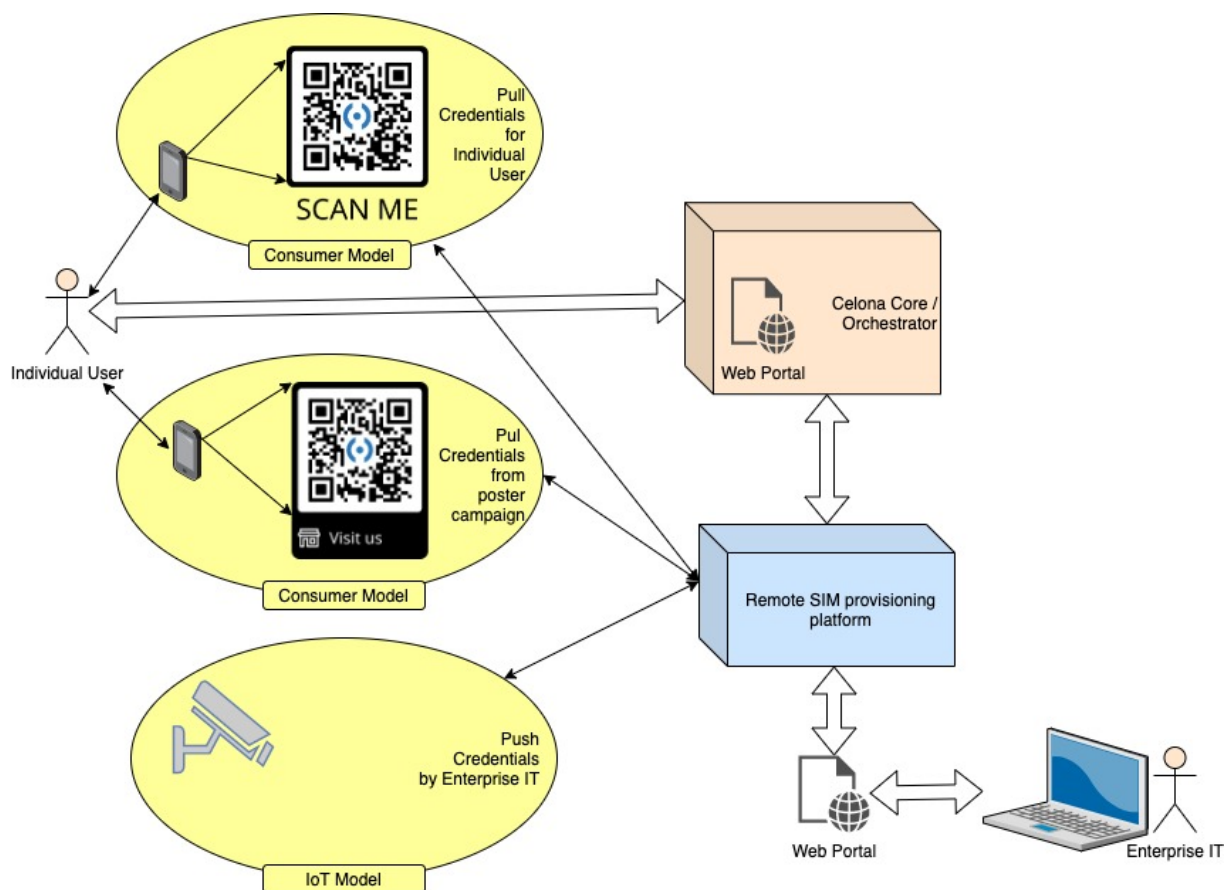 Pull
Credentials
for
Individual
User
SCAN ME
Consumer Model
Individual User
Celona Core /
Orchestrator
Web Portal
Pul
Credentials
from
poster
campaign
Visit us
Consumer Model
Remote SIM provisioning
platform
Push
Credentials
by Enterprise IT
IoT Model
Web Portal
Enterprise IT